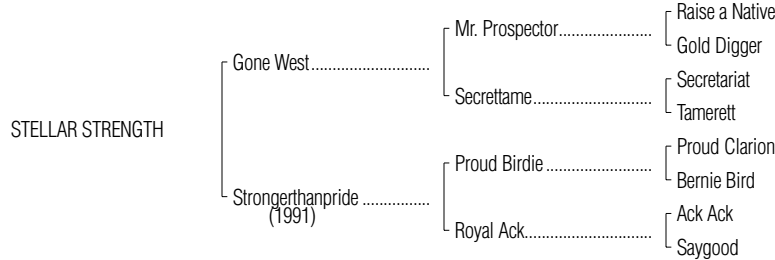 Raise a Native
Mr. Prospector.......................
Gold Digger
Gone West.............................
Secretariat
Secrettame.............................
Tamerett
STELLAR STRENGTH
Proud Clarion
Proud Birdie ..........................
Bernie Bird
Strongerthanpride ................
(1991)
Ack Ack
Royal Ack...............................
Saygood